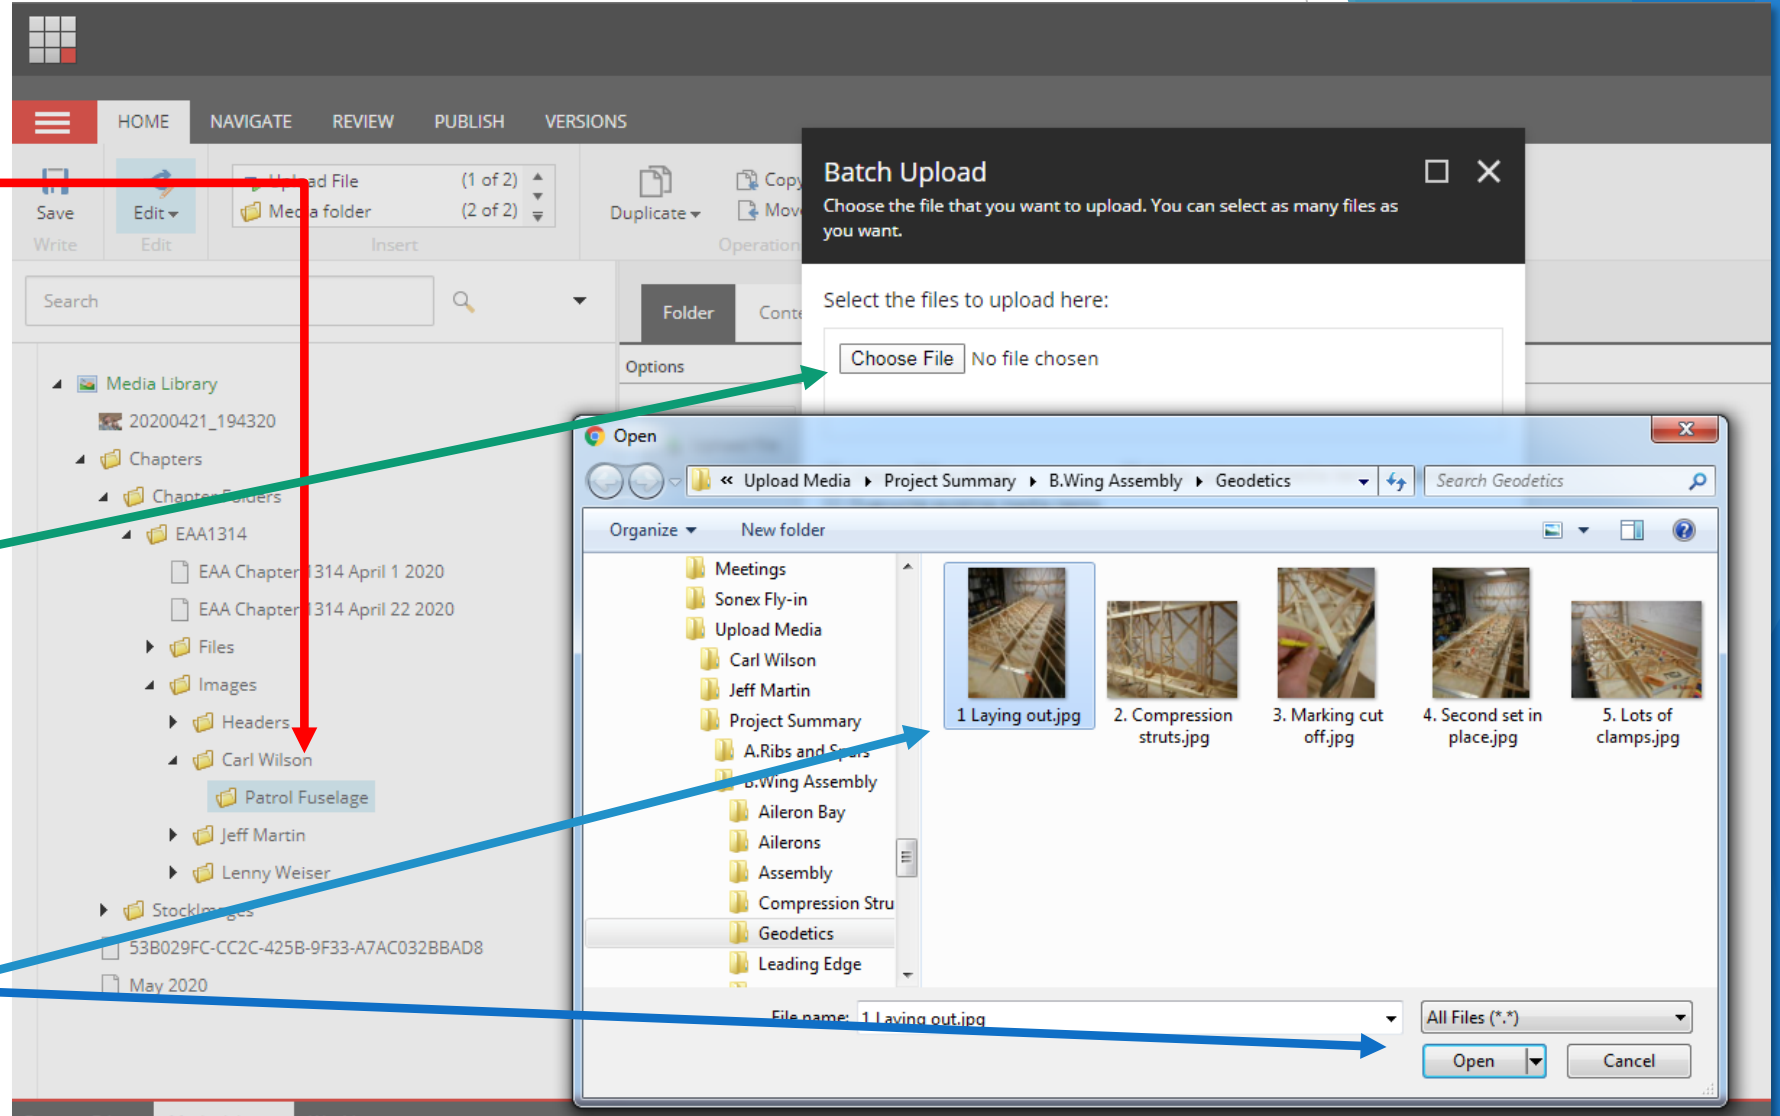 HOME NAVIGATE REVIEW PUBLISH VERSIONS
Save
Write
Edit
Edit
Upload File (1 of 2)
Media folder (2 of 2)
Insert
Duplicate
Copy
Move
Operation
Batch Upload
Choose the file that you want to upload. You can select as many files as
you want.
Select the files to upload here:
Choose File No file chosen
Search
Folder Conte
Options
Media Library
20200421_194320
Chapters
Chapter Folders
EAA1314
EAA Chapter 1314 April 1 2020
EAA Chapter 1314 April 22 2020
Files
Images
Headers
Carl Wilson
Patrol Fuselage
Jeff Martin
Lenny Weiser
StockImages
53B029FC-CC2C-425B-9F33-A7AC032BBAD8
May 2020
Open
« Upload Media Project Summary B.Wing Assembly Geodetics
Search Geodetics
Organize New folder
Meetings
Sonex Fly-in
Upload Media
Carl Wilson
Jeff Martin
Project Summary
A.Ribs and Spars
B.Wing Assembly
Aileron Bay
Ailerons
Assembly
Compression Stru
Geodetics
Leading Edge
1 Laying out.jpg
2. Compression
struts.jpg
3. Marking cut
off.jpg
4. Second set in
place.jpg
5. Lots of
clamps.jpg
File name: 1 Laying out.jpg
All Files (*.*)
Open Cancel